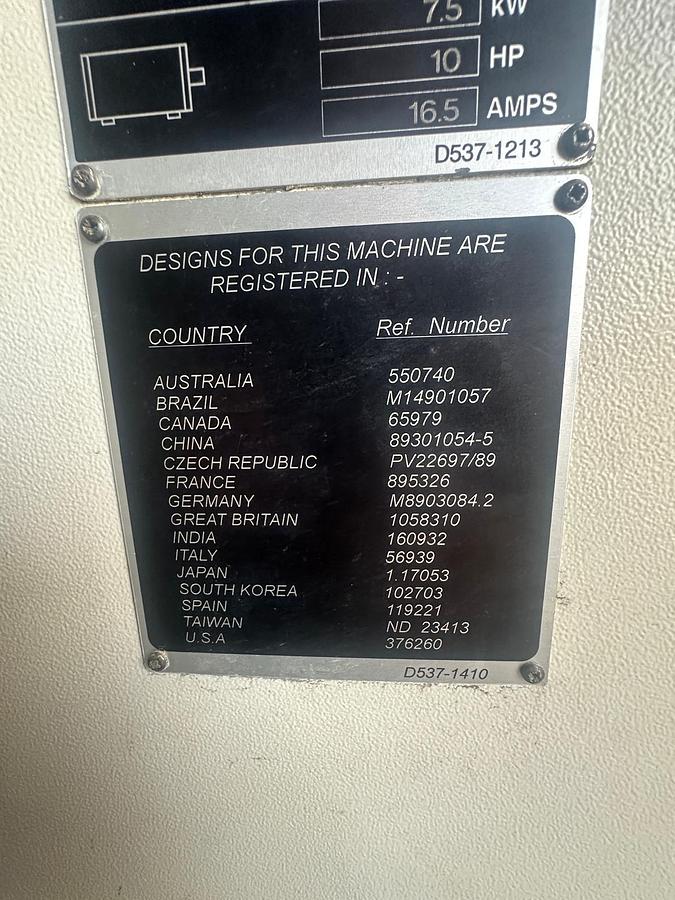 7.5 KW
10 HP
16.5 AMPS
D537-1213
DESIGNS FOR THIS MACHINE ARE
REGISTERED IN : -
COUNTRY Ref. Number
AUSTRALIA 550740
BRAZIL M14901057
CANADA 65979
CHINA 89301054-5
CZECH REPUBLIC PV22697/89
FRANCE 895326
GERMANY M8903084.2
GREAT BRITAIN 1058310
INDIA 160932
ITALY 56939
JAPAN 1.17053
SOUTH KOREA 102703
SPAIN 119221
TAIWAN ND 23413
U.S.A 376260
D537-1410